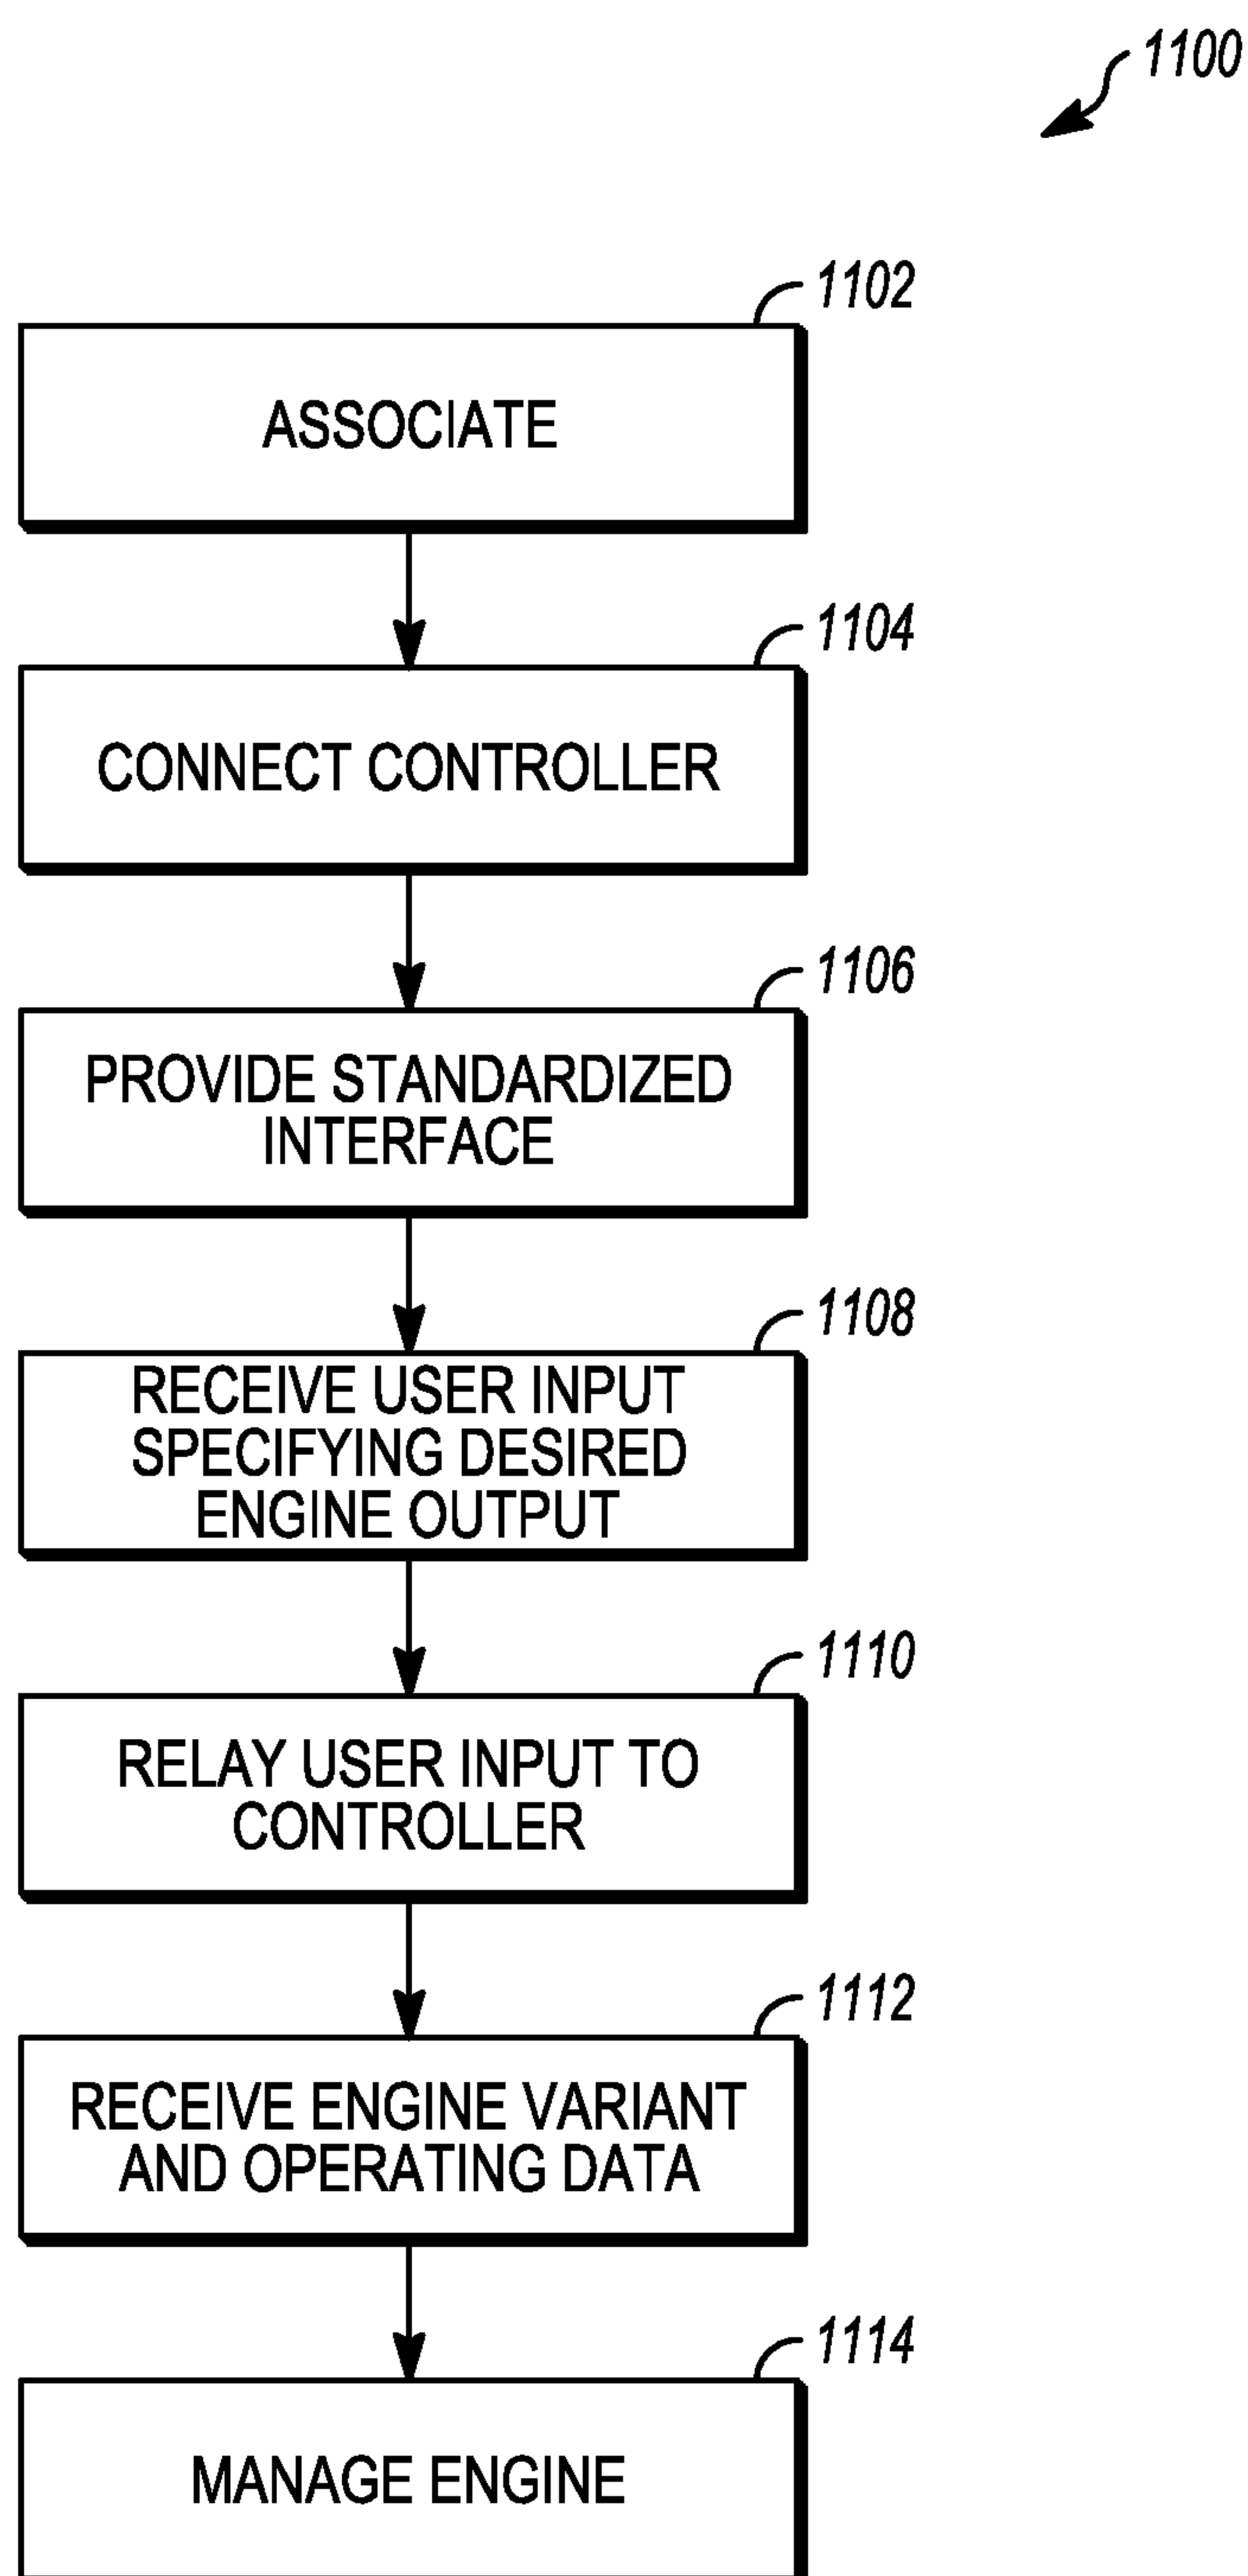 1100
1102
ASSOCIATE
1104
CONNECT CONTROLLER
1106
PROVIDE STANDARDIZED
INTERFACE
1108
RECEIVE USER INPUT
SPECIFYING DESIRED
ENGINE OUTPUT
1110
RELAY USER INPUT TO
CONTROLLER
1112
RECEIVE ENGINE VARIANT
AND OPERATING DATA
1114
MANAGE ENGINE